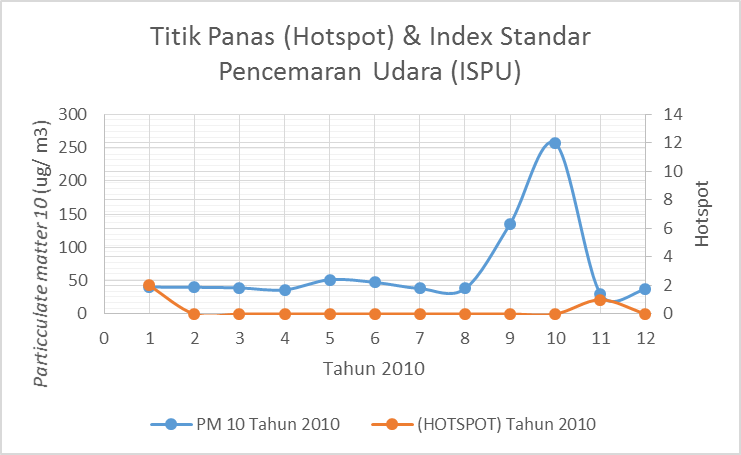 Titik Panas (Hotspot) & Index Standar
Pencemaran Udara (ISPU)
Particculate matter 10 (ug/ m3)
300
250
200
150
100
50
0
14
12
10
8
6
4
2
0
Hotspot
0 1 2 3 4 5 6 7 8 9 10 11 12
Tahun 2010
PM 10 Tahun 2010 (HOTSPOT) Tahun 2010